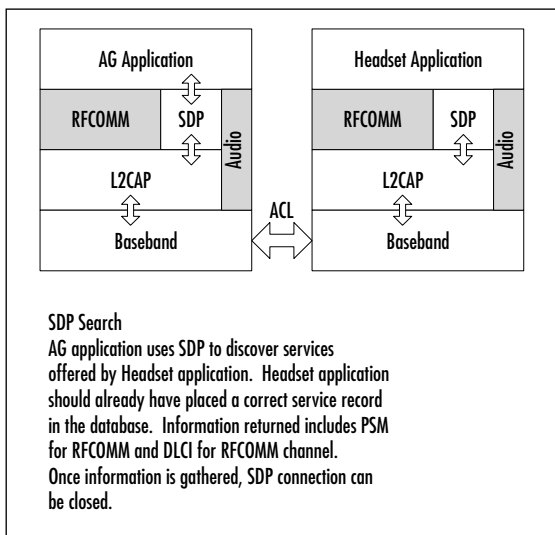 AG Application
RFCOMM
SDP
Audio
L2CAP
Baseband
ACL
Headset Application
RFCOMM
SDP
Audio
L2CAP
Baseband
SDP Search
AG application uses SDP to discover services
offered by Headset application.  Headset application
should already have placed a correct service record
in the database.  Information returned includes PSM
for RFCOMM and DLCI for RFCOMM channel.
Once information is gathered, SDP connection can
be closed.